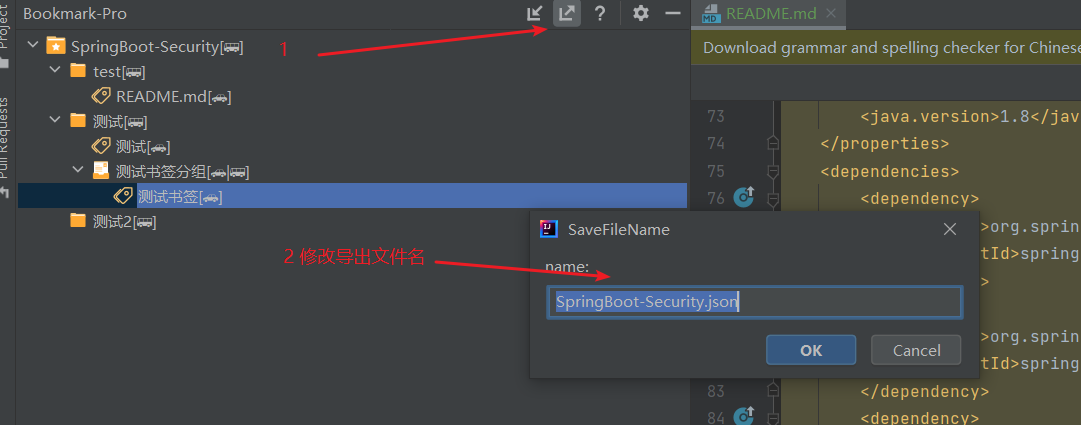 Project
Pull Requests
Bookmark-Pro
SpringBoot-Security[🚌]
test[🚌]
README.md[🚗]
测试[🚌]
测试[🚗]
测试书签分组[🚗|🚌]
测试书签[🚗]
测试2[🚌]
1
2 修改导出文件名
README.md
Download grammar and spelling checker for Chinese
73 <java.version>1.8</jav
74 </properties>
75 <dependencies>
76 <dependency>
>org.sprin
tId>spring
>
>org.sprin
tId>spring
83 </dependency>
84 <dependency>
SaveFileName
name:
SpringBoot-Security.json
OK
Cancel